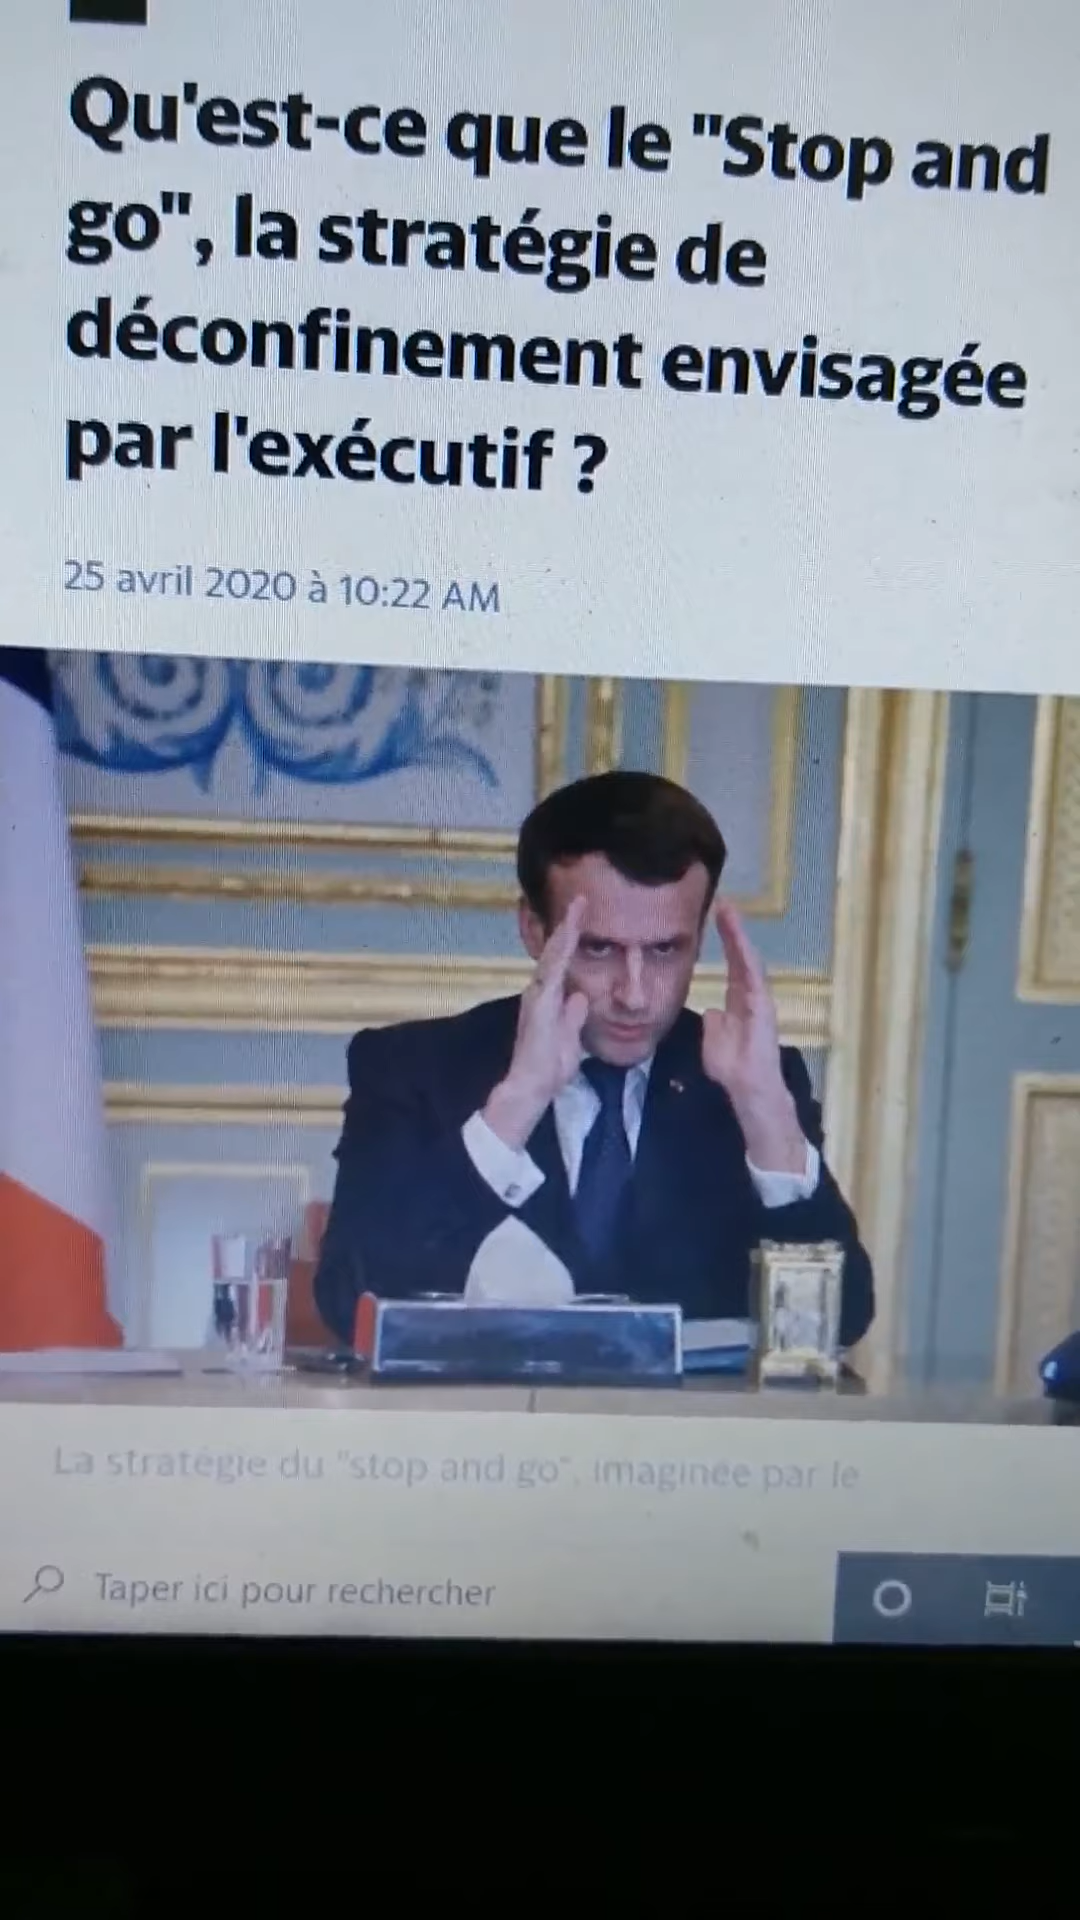 Qu'est-ce que le "Stop and
go", la stratégie de
déconfinement envisagée
par l'exécutif ?
25 avril 2020 à 10:22 AM
La stratégie du "stop and go", imaginée par le
Taper ici pour rechercher